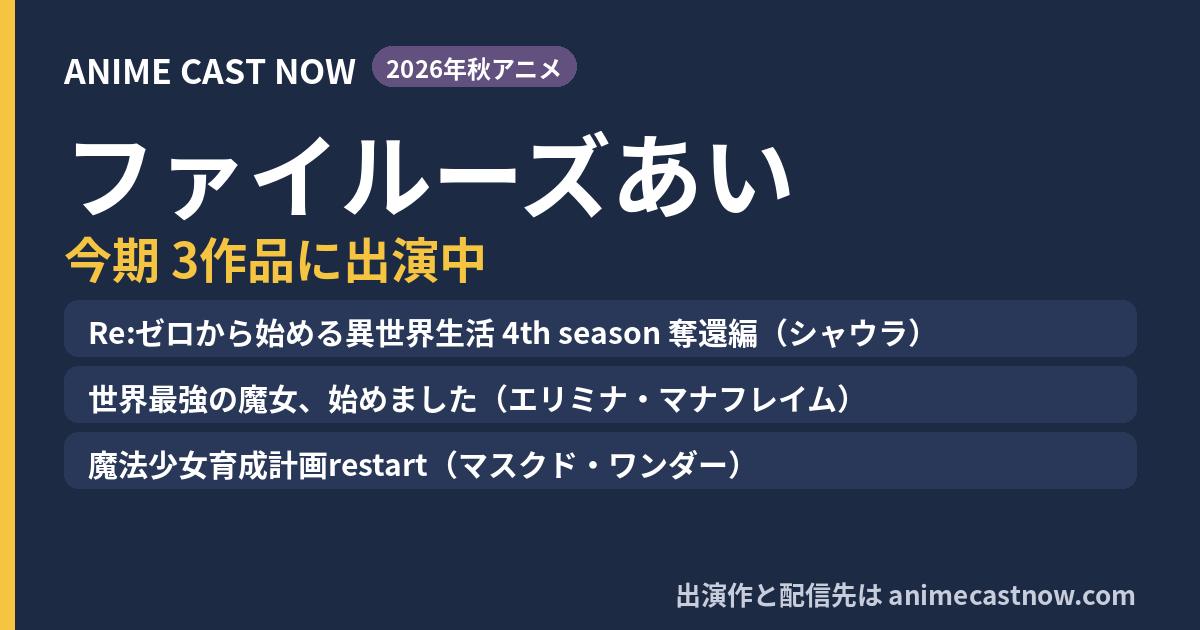 ANIME CAST NOW 2026年秋アニメ
ファイルーズあい
今期 3作品に出演中
Re:ゼロから始める異世界生活 4th season 奪還編（シャウラ）
世界最強の魔女、始めました（エリミナ・マナフレイム）
魔法少女育成計画restart（マスクド・ワンダー）
出演作と配信先は animecastnow.com